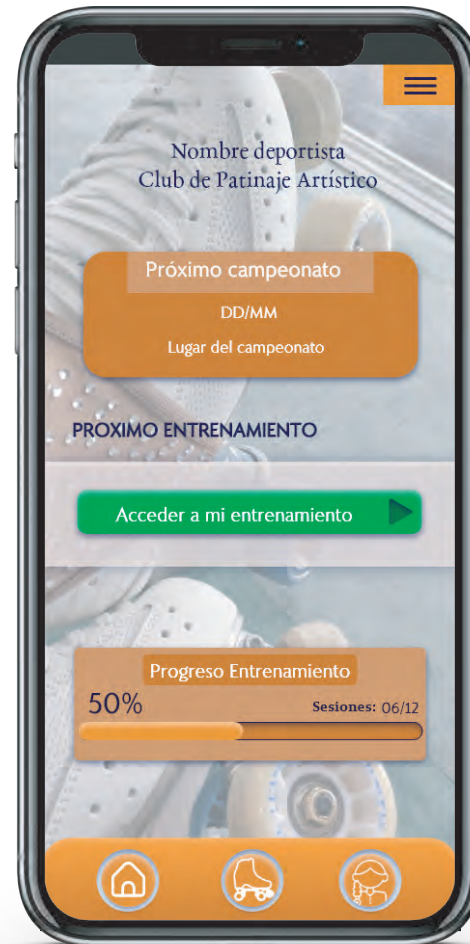 Nombre deportista
Club de Patinaje Artístico
Próximo campeonato
DD/MM
Lugar del campeonato
PROXIMO ENTRENAMIENTO
Acceder a mi entrenamiento
Progreso Entrenamiento
50%
Sesiones: 06/12